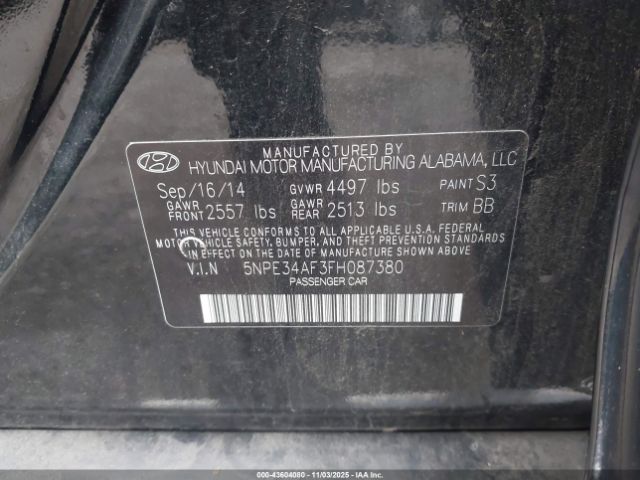 MANUFACTURED BY
HYUNDAI MOTOR MANUFACTURING ALABAMA, LLC
Sep/16/14 GVWR 4497 lbs PAINT S3
GAWR FRONT 2557 lbs GAWR REAR 2513 lbs TRIM BB
THIS VEHICLE CONFORMS TO ALL APPLICABLE U.S.A. FEDERAL
MOTOR VEHICLE SAFETY, BUMPER, AND THEFT PREVENTION
STANDARDS IN EFFECT ON THE DATE OF MANUFACTURE SHOWN ABOVE.
V.I.N 5NPE34AF3FH087380
PASSENGER CAR
000-43604080 - 11/03/2025 - IAAI.COM